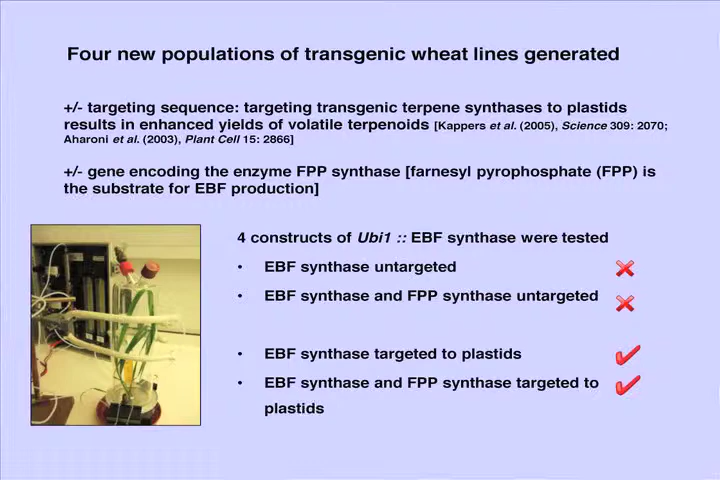 Four new populations of transgenic wheat lines generated
+/- targeting sequence: targeting transgenic terpene synthases to plastids
results in enhanced yields of volatile terpenoids [Kappers et al. (2005), Science 309: 2070;
Aharoni et al. (2003), Plant Cell 15: 2866]
+/- gene encoding the enzyme FPP synthase [farnesyl pyrophosphate (FPP) is
the substrate for EBF production]
4 constructs of Ubi1 :: EBF synthase were tested
• EBF synthase untargeted
• EBF synthase and FPP synthase untargeted
• EBF synthase targeted to plastids
• EBF synthase and FPP synthase targeted to
plastids